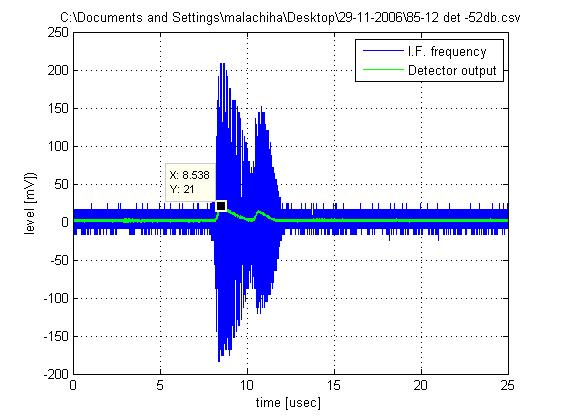 C:\Documents and Settings\malachiha\Desktop\29-11-2006\85-12 det -52db.csv
250
200
150
100
50
0
-50
-100
-150
-200
level [mV])
I.F. frequency
Detector output
X: 8.538
Y: 21
0 5 10 15 20 25
time [usec]